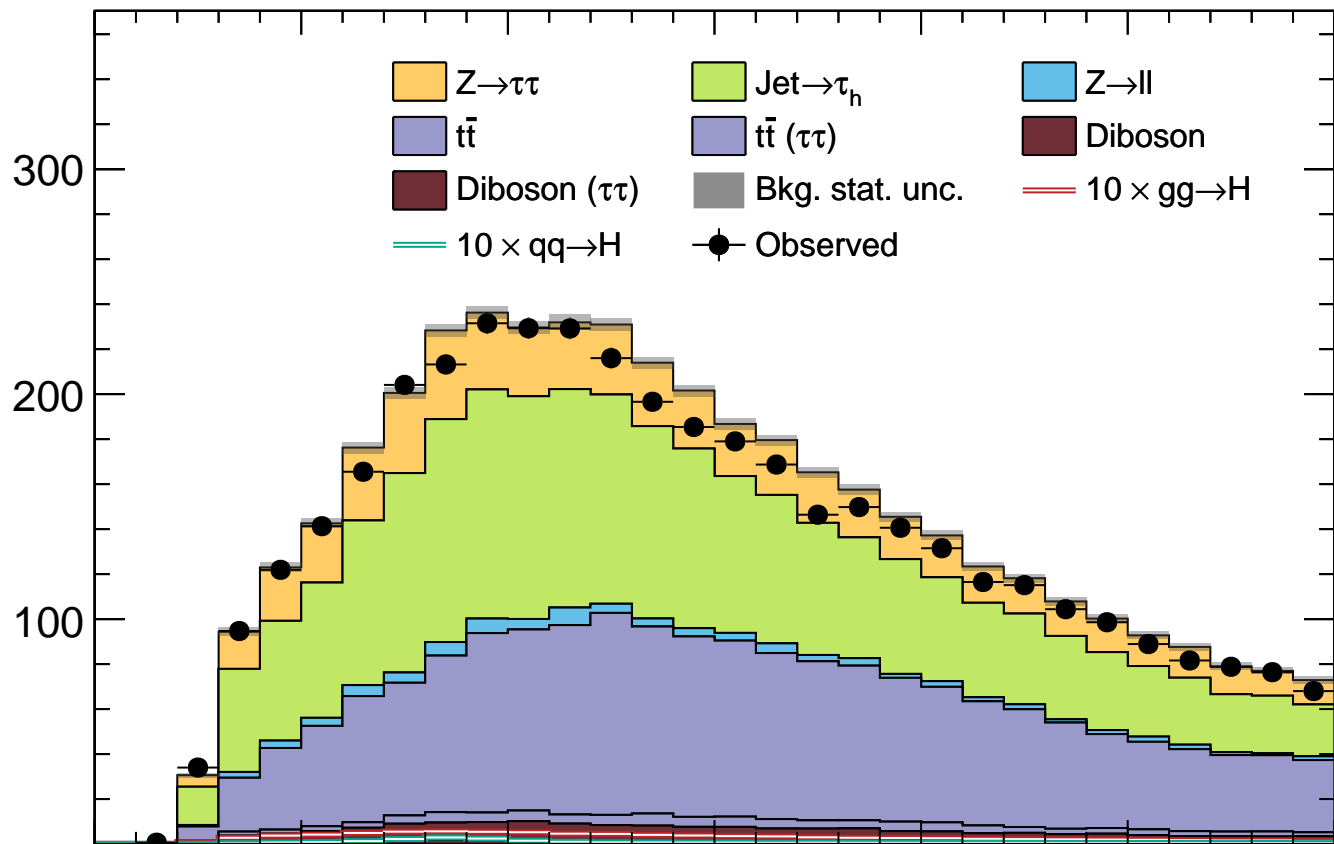 Z→ττ Jet→τh Z→ll
tt̄ tt̄ (ττ) Diboson
300
Diboson (ττ) Bkg. stat. unc. 10 × gg→H
10 × qq→H Observed
200
100